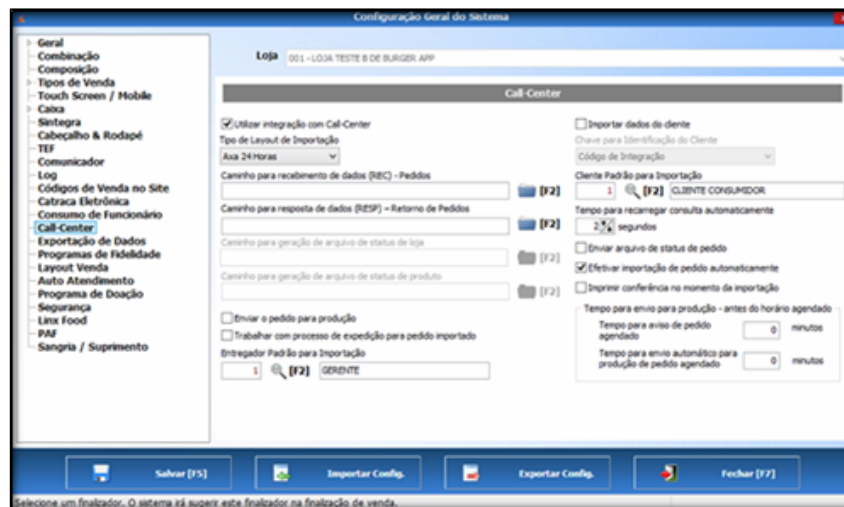 Configuração Geral do Sistema
Geral
Combinação
Composição
Tipos de Venda
Touch Screen / Mobile
Caixa
Sintegra
Cabeçalho & Rodapé
TEF
Comunicador
Log
Códigos de Venda no Site
Catraca Eletrônica
Consumo de Funcionário
Call-Center
Exportação de Dados
Programas de Fidelidade
Layout Venda
Auto Atendimento
Programa de Doação
Segurança
Linx Food
PAF
Sangria / Suprimento
Loja 001 - LOJA TESTE B DE BURGER APP
Call-Center
Utilizar integração com Call-Center
Tipo de Layout de Importação
Axa 24 Horas
Caminho para recebimento de dados (REC) - Pedidos
[F2]
Caminho para resposta de dados (RESP) – Retorno de Pedidos
[F2]
Caminho para geração de arquivo de status de loja
[F2]
Caminho para geração de arquivo de status de produto
[F2]
Enviar o pedido para produção
Trabalhar com processo de expedição para pedido importado
Entregador Padrão para Importação
1 [F2] GERENTE
Importar dados do cliente
Chave para Identificação do Cliente
Código de Integração
Cliente Padrão para Importação
1 [F2] CLIENTE CONSUMIDOR
Tempo para recarregar consulta automaticamente
2 segundos
Enviar arquivo de status de pedido
Efetivar importação de pedido automaticamente
Imprimir conferência no momento da importação
Tempo para envio para produção - antes do horário agendado
Tempo para aviso de pedido
agendado 0 minutos
Tempo para envio automático para
produção de pedido agendado 0 minutos
Salvar [F5]
Importar Config.
Exportar Config.
Fechar [F7]
Selecione um finalizador. O sistema irá sugerir este finalizador na finalização de venda.